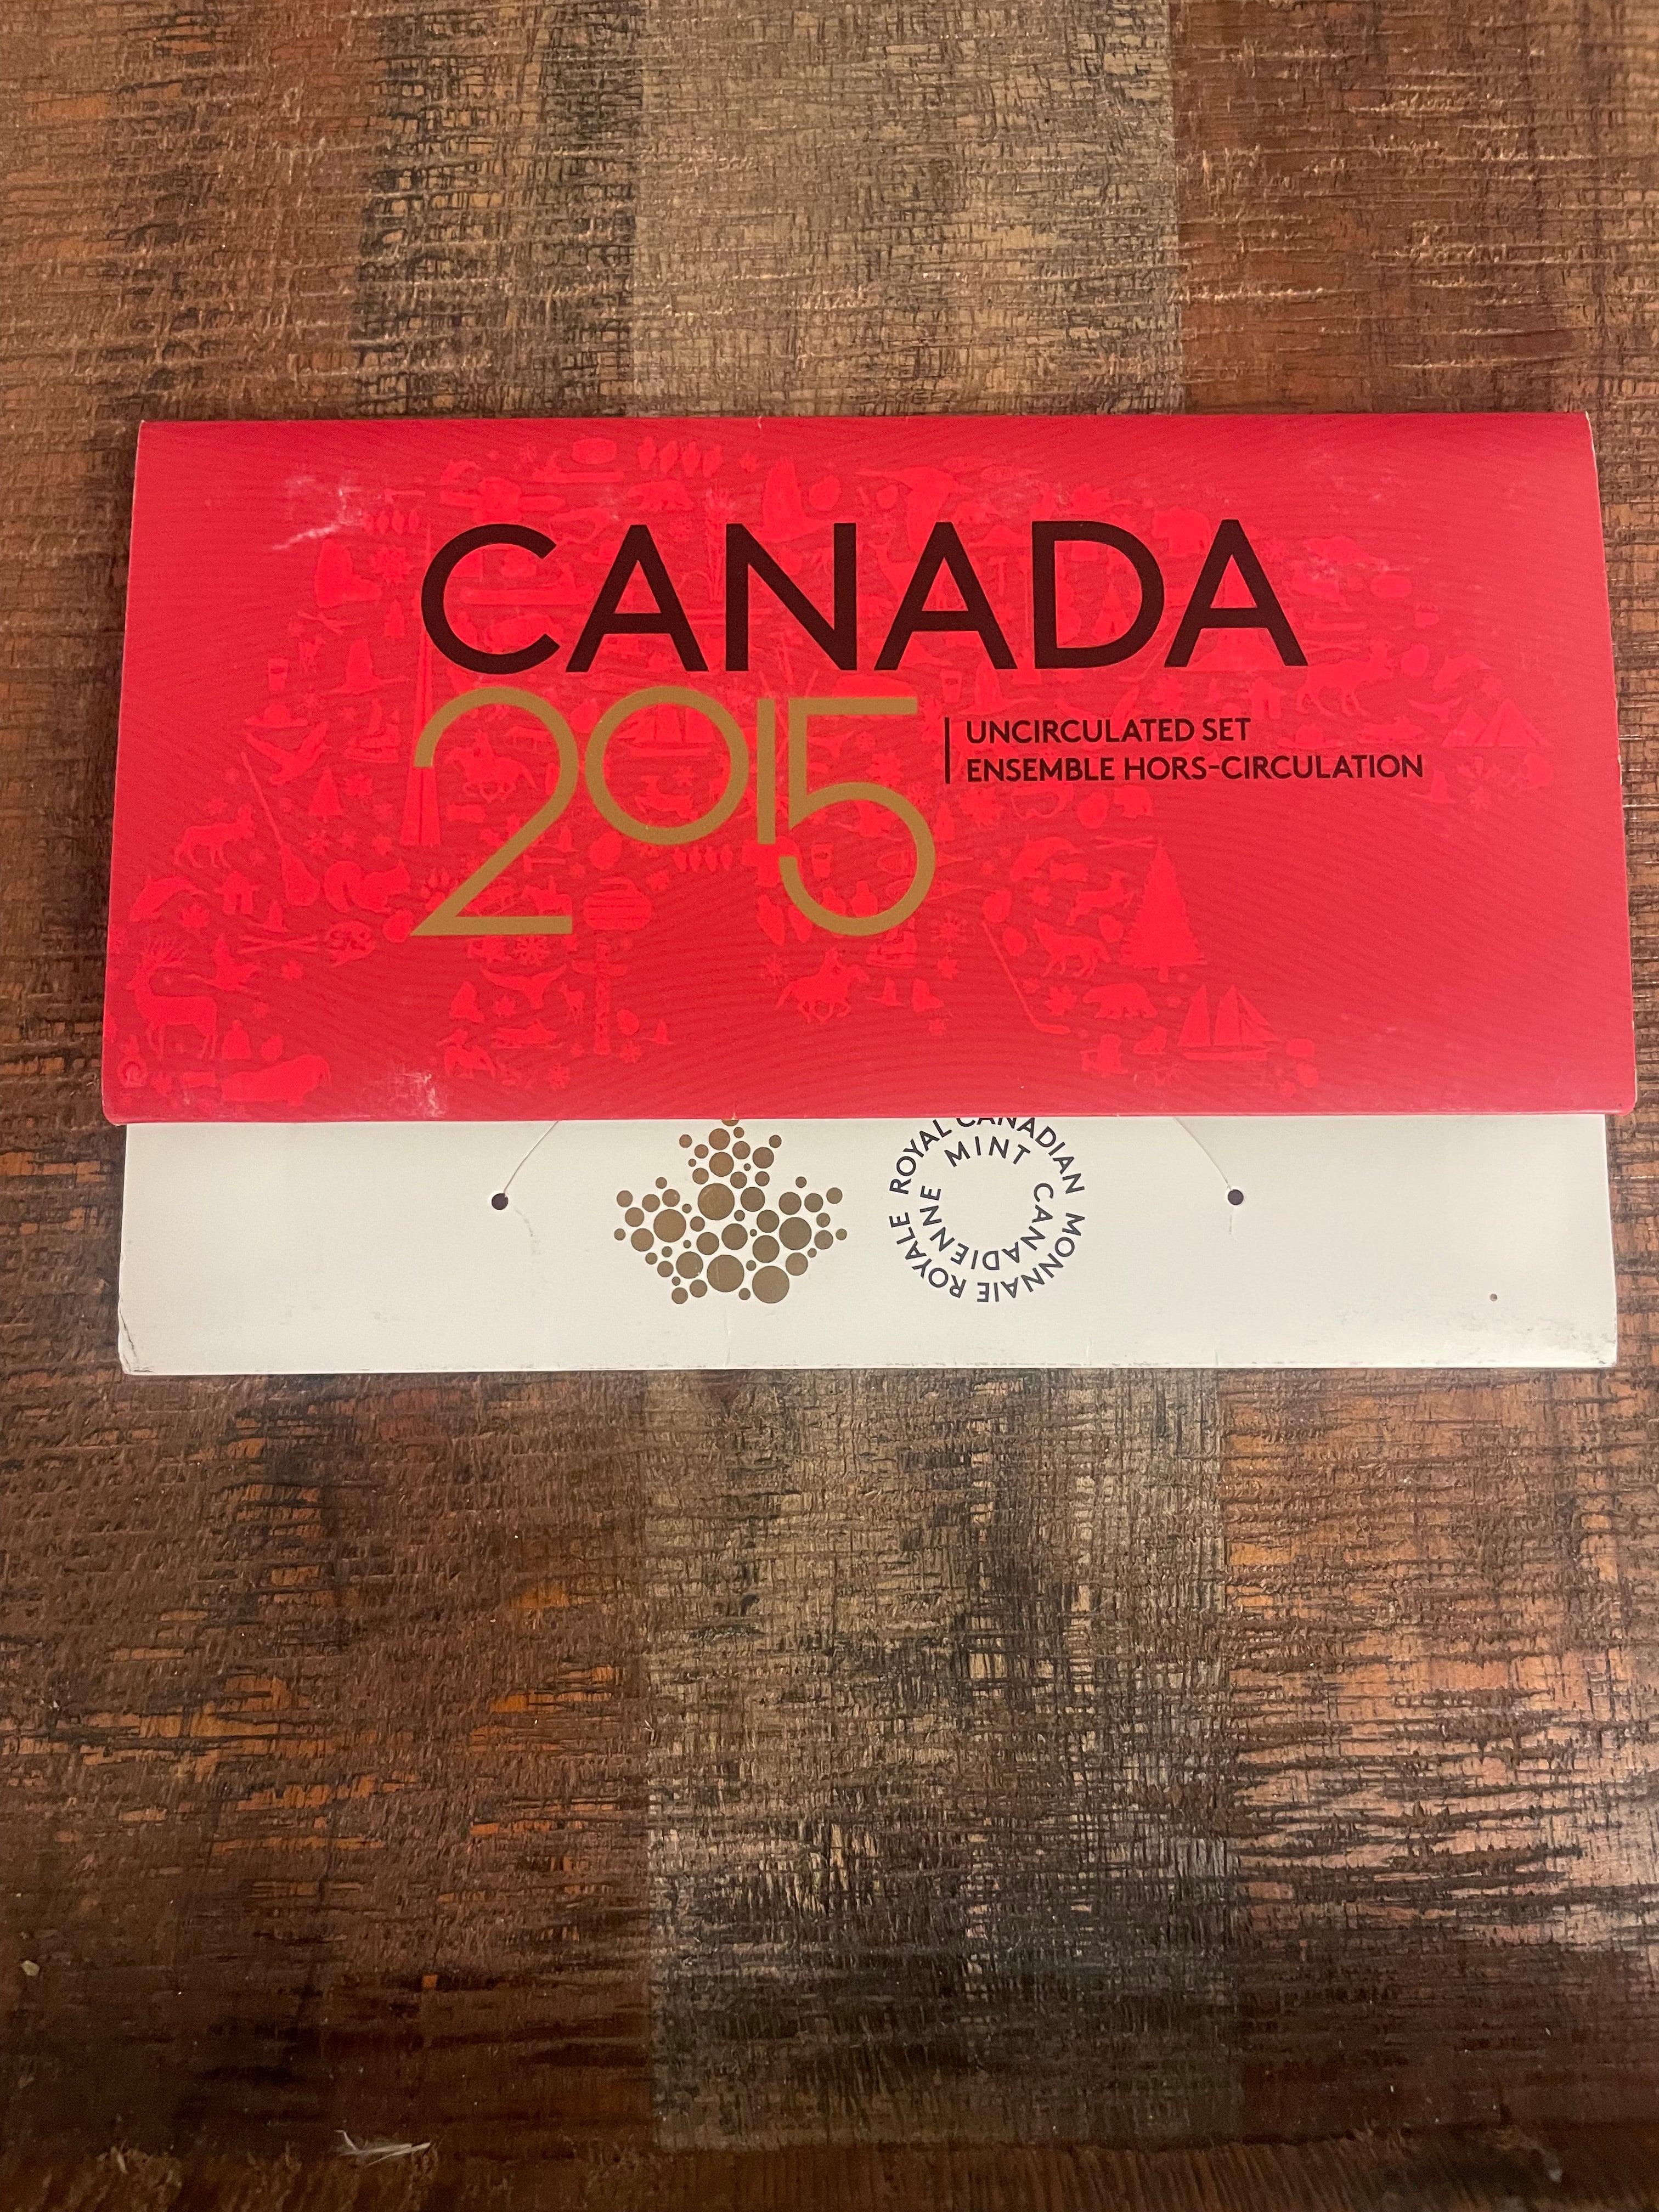 CANADA
2015
UNCIRCULATED SET
ENSEMBLE HORS-CIRCULATION
ROYAL CANADIAN
MINT
MONNAIE ROYALE
CANADIENNE